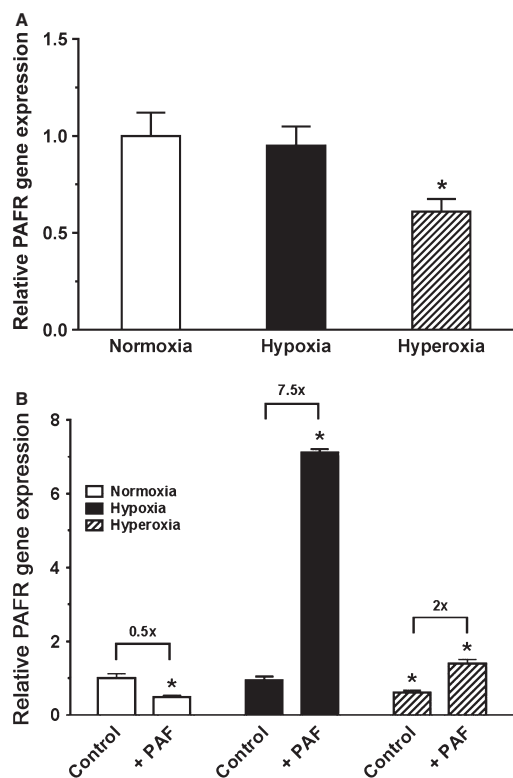 A
Relative PAFR gene expression
1.5
1.0
0.5
0.0
*
Normoxia Hypoxia Hyperoxia
B
Relative PAFR gene expression
8
6
4
2
0
Normoxia
Hypoxia
Hyperoxia
0.5x
*
7.5x
*
2x
*
*
Control + PAF Control + PAF Control + PAF